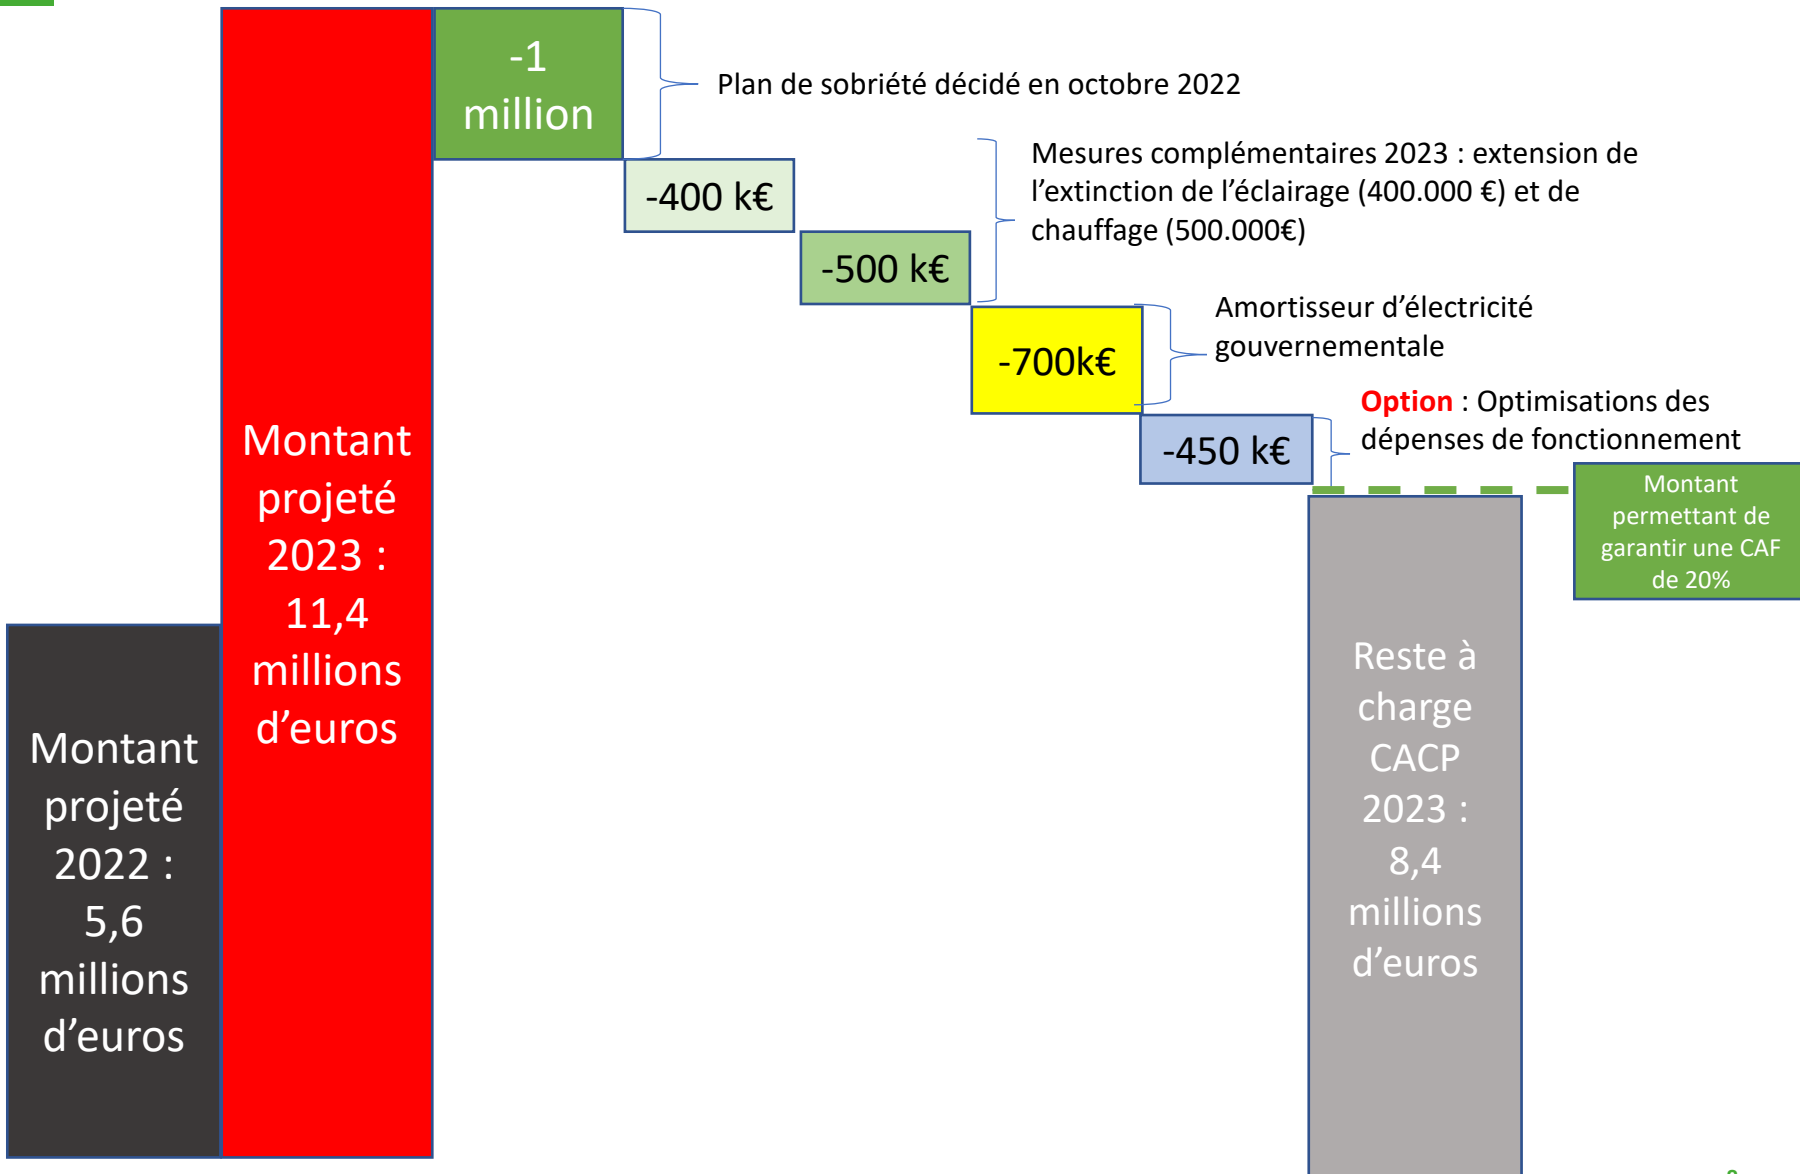 -1
million
Plan de sobriété décidé en octobre 2022
-400 k€
Mesures complémentaires 2023 : extension de
l’extinction de l’éclairage (400.000 €) et de
chauffage (500.000€)
-500 k€
Amortisseur d’électricité
gouvernementale
-700k€
Option : Optimisations des
dépenses de fonctionnement
-450 k€
Montant
permettant de
garantir une CAF
de 20%
Montant
projeté
2023 :
11,4
millions
d’euros
Montant
projeté
2022 :
5,6
millions
d’euros
Reste à
charge
CACP
2023 :
8,4
millions
d’euros